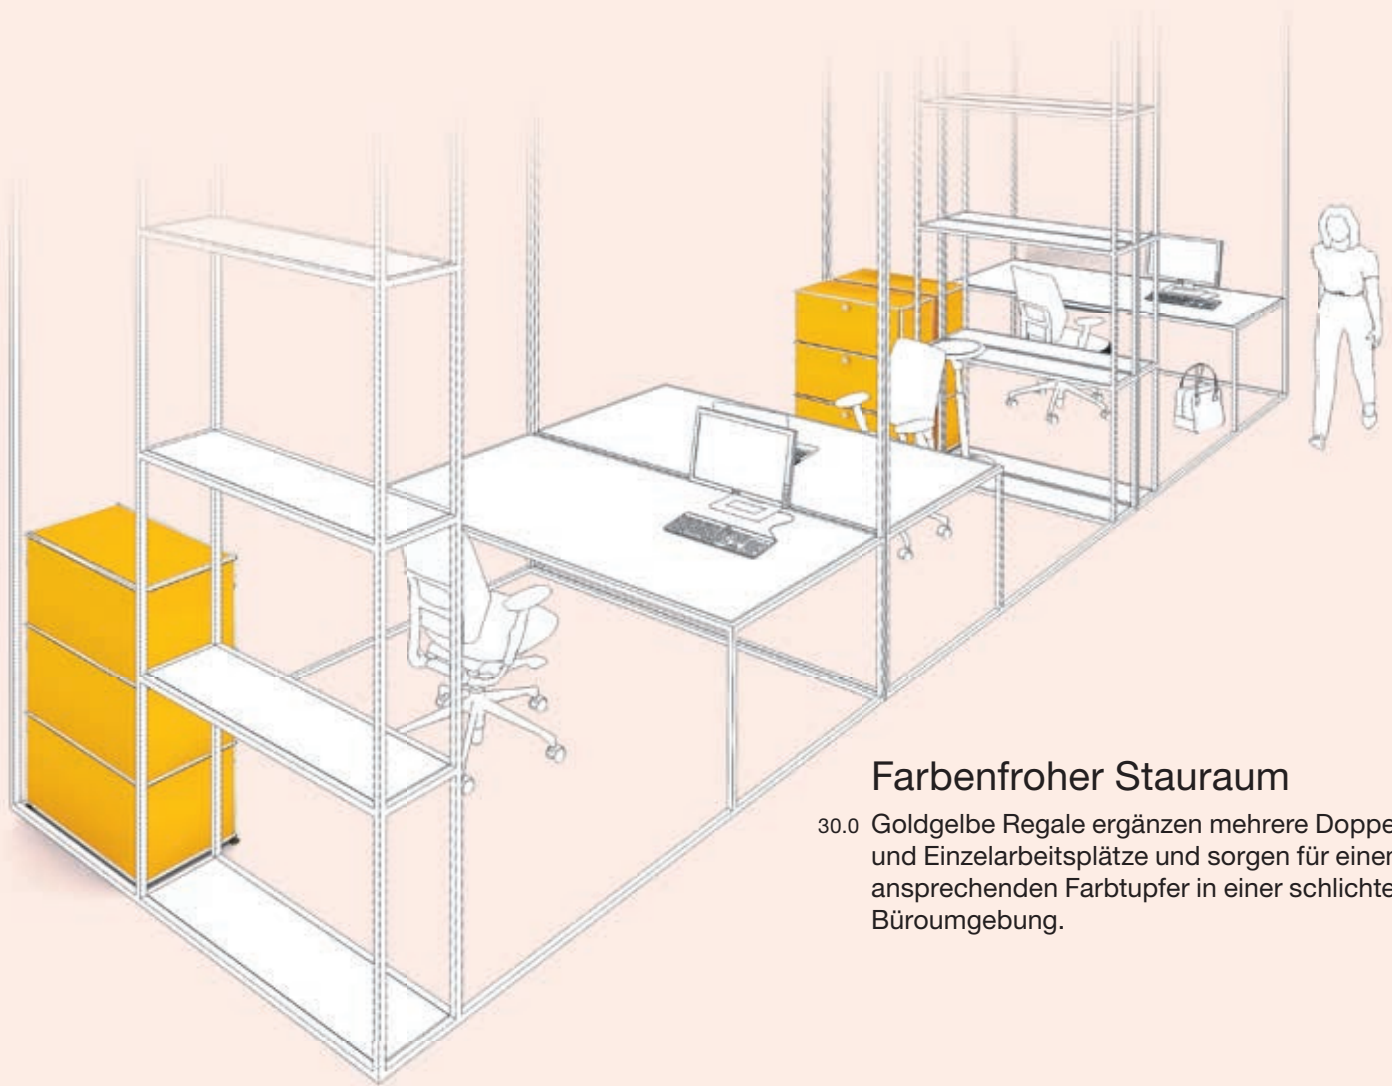 Farbenfroher Stauraum
30.0 Goldgelbe Regale ergänzen mehrere Doppe
und Einzelarbeitsplätze und sorgen für einen
ansprechenden Farbtupfer in einer schlichte
Büroumgebung.